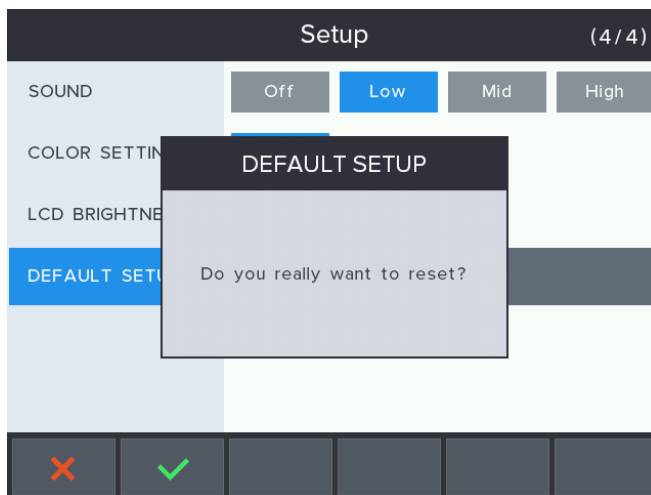 Setup
(4/4)
SOUND
Off Low Mid High
COLOR SETTIN
LCD BRIGHTNE
DEFAULT SETU
DEFAULT SETUP
Do you really want to reset?